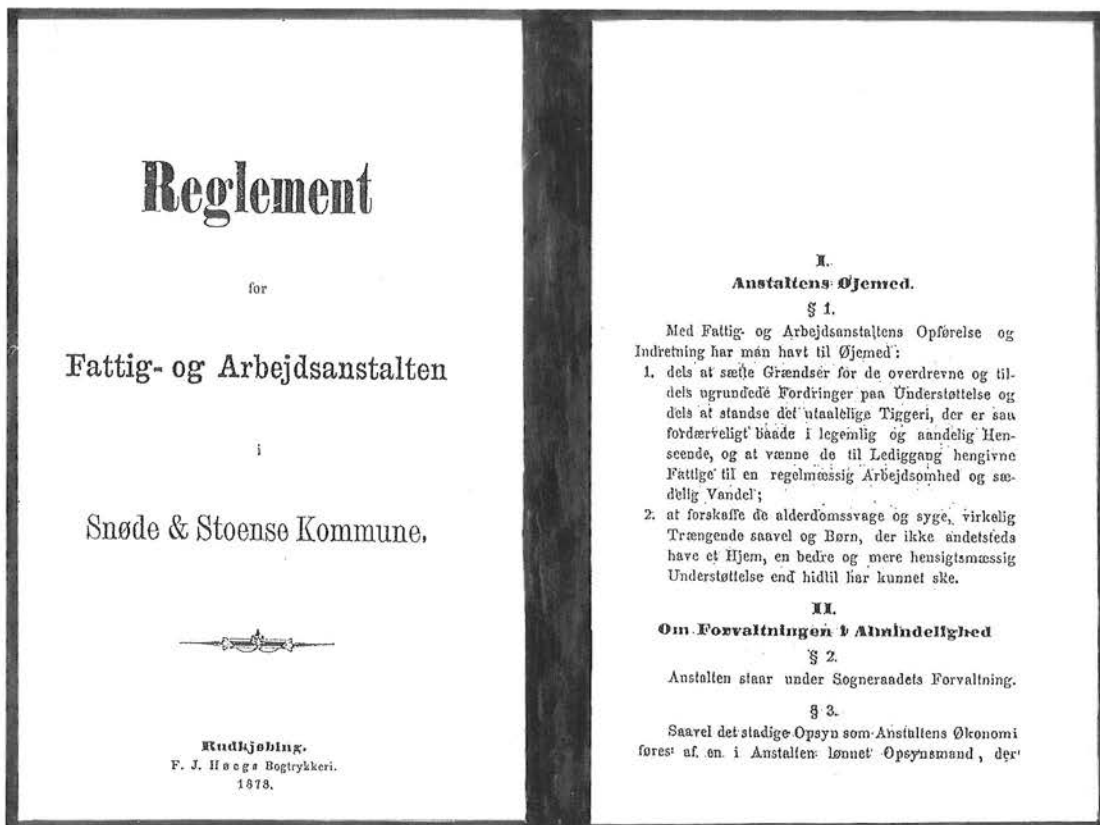 Reglement
for
Fattig- og Arbejdsanstalten
i
Snøde & Stoense Kommune.
Rudkjøbing.
F. J. Høegs Bogtrykkeri.
1878.
I.
Anstaltens Øjemed.
§ 1.
Med Fattig- og Arbejdsanstaltens Opførelse og
Indretning har man havt til Øjemed:
1. dels at sætte Grændser for de overdrevne og til-
dels ugrundede Fordringer paa Understøttelse og
dels at standse det utaalelige Tiggeri, der er saa
fordærveligt baade i legemlig og aandelig Hen-
seende, og at vænne de til Lediggang hengivne
Fattige til en regelmæssig Arbejdsomhed og sæ-
delig Vandel;
2. at forskaffe de alderdomssvage og syge, virkelig
Trængende saavel og Børn, der ikke andetsteds
have et Hjem, en bedre og mere hensigtsmæssig
Understøttelse end hidtil har kunnet ske.
II.
Om Forvaltningen i Almindelighed
§ 2.
Anstalten staar under Sogneraadets Forvaltning.
§ 3.
Saavel det stadige Opsyn som Anstaltens Økonomi
føres af en i Anstalten lønnet Opsynsmand, der